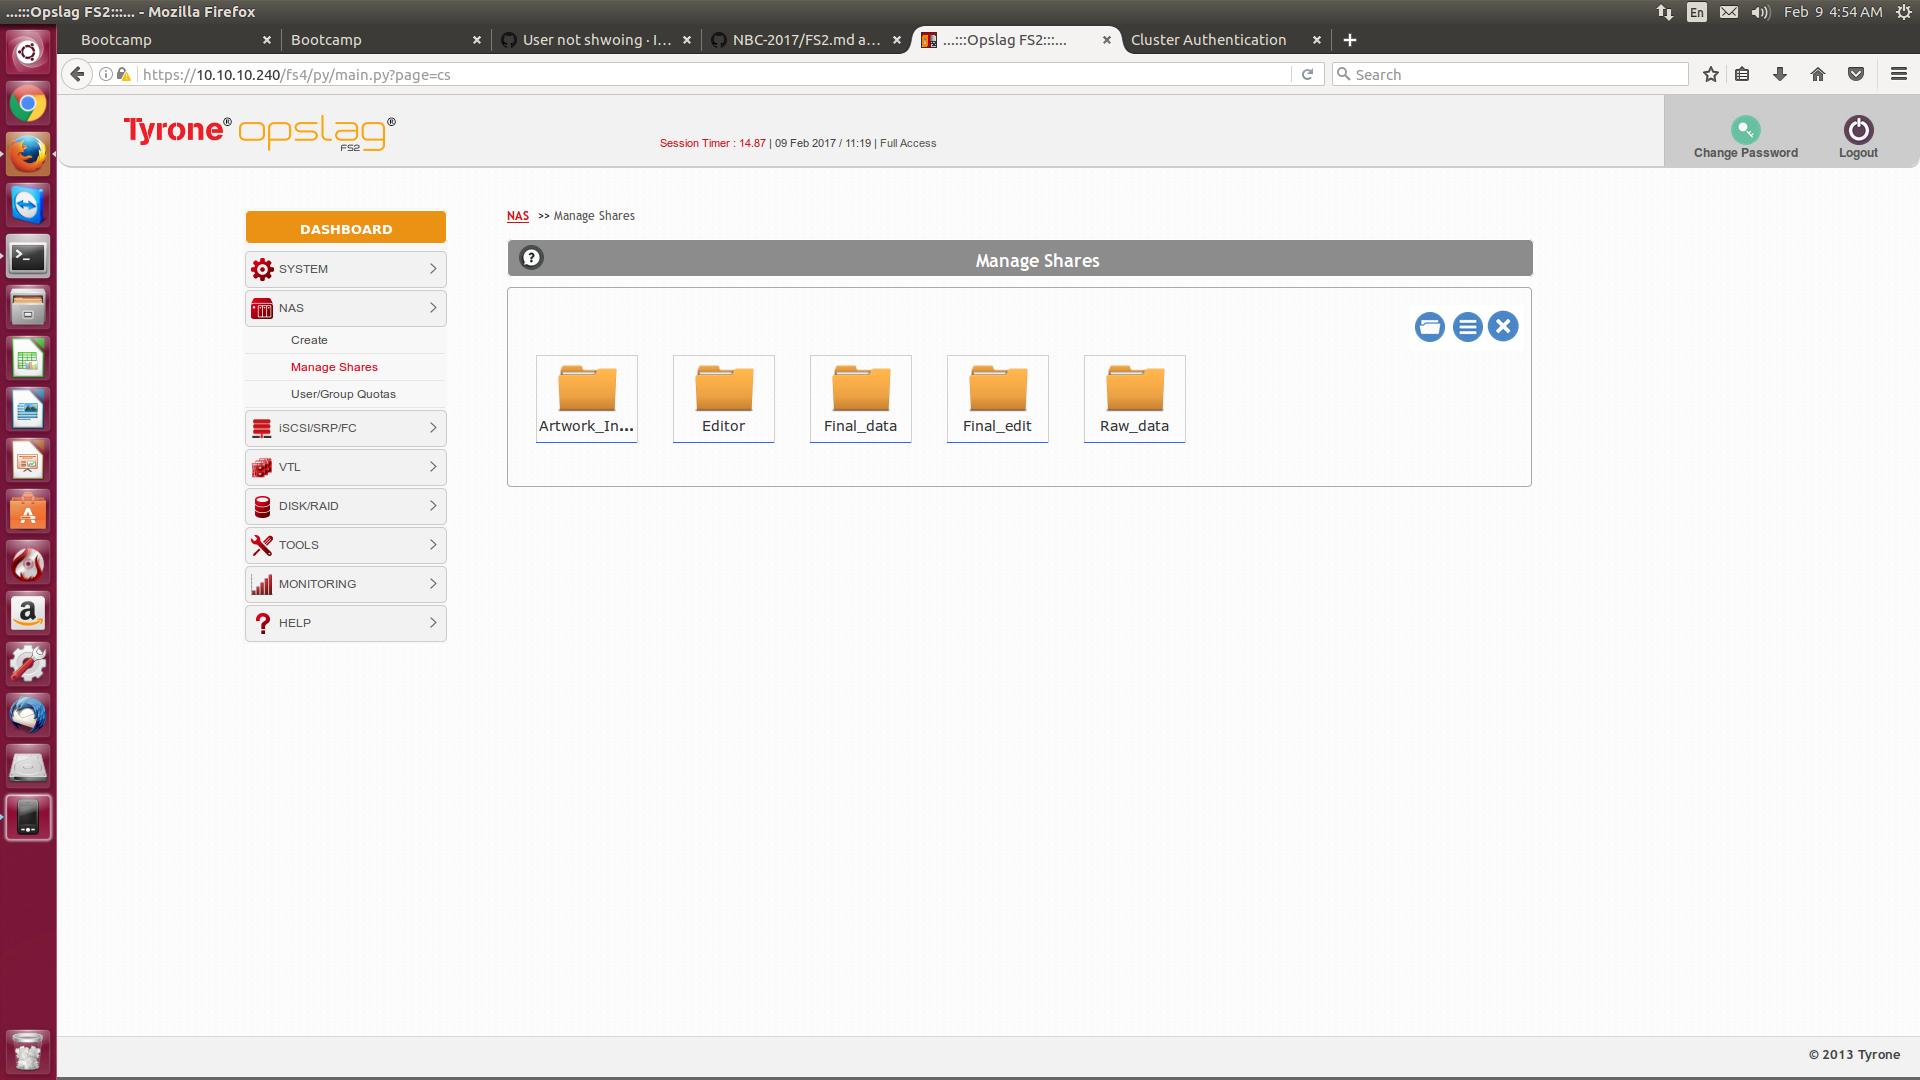 ...:::Opslag FS2:::... - Mozilla Firefox
En
Feb 9 4:54 AM
Bootcamp
Bootcamp
User not shwoing · I...
NBC-2017/FS2.md a...
...:::Opslag FS2:::...
Cluster Authentication
https://10.10.10.240/fs4/py/main.py?page=cs
Search
Tyrone® opslag®
FS2
Session Timer : 14.87 | 09 Feb 2017 / 11:19 | Full Access
Change Password
Logout
DASHBOARD
SYSTEM
NAS
Create
Manage Shares
User/Group Quotas
iSCSI/SRP/FC
VTL
DISK/RAID
TOOLS
MONITORING
HELP
NAS >> Manage Shares
Manage Shares
Artwork_In...
Editor
Final_data
Final_edit
Raw_data
© 2013 Tyrone